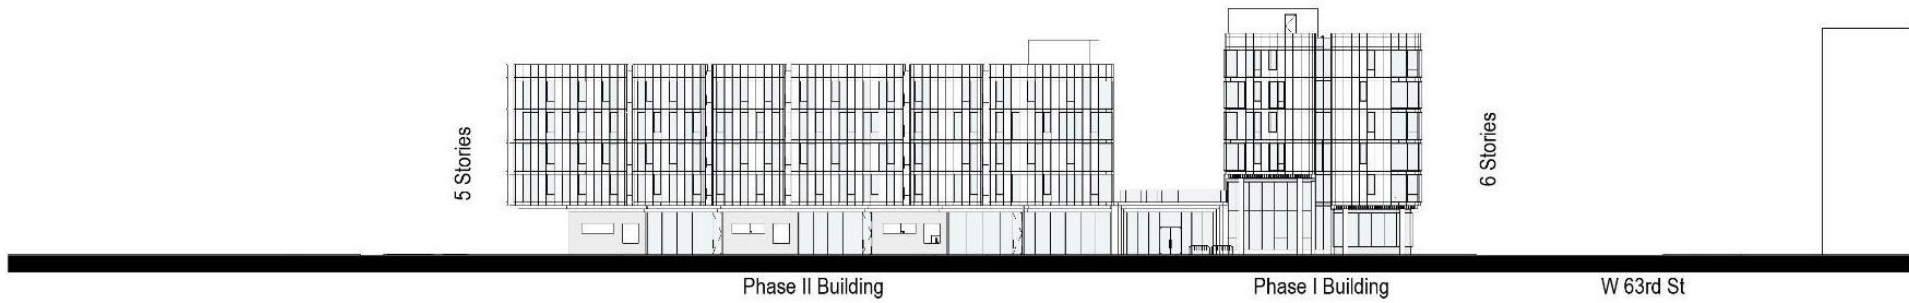 5 Stories
6 Stories
Phase II Building
Phase I Building
W 63rd St